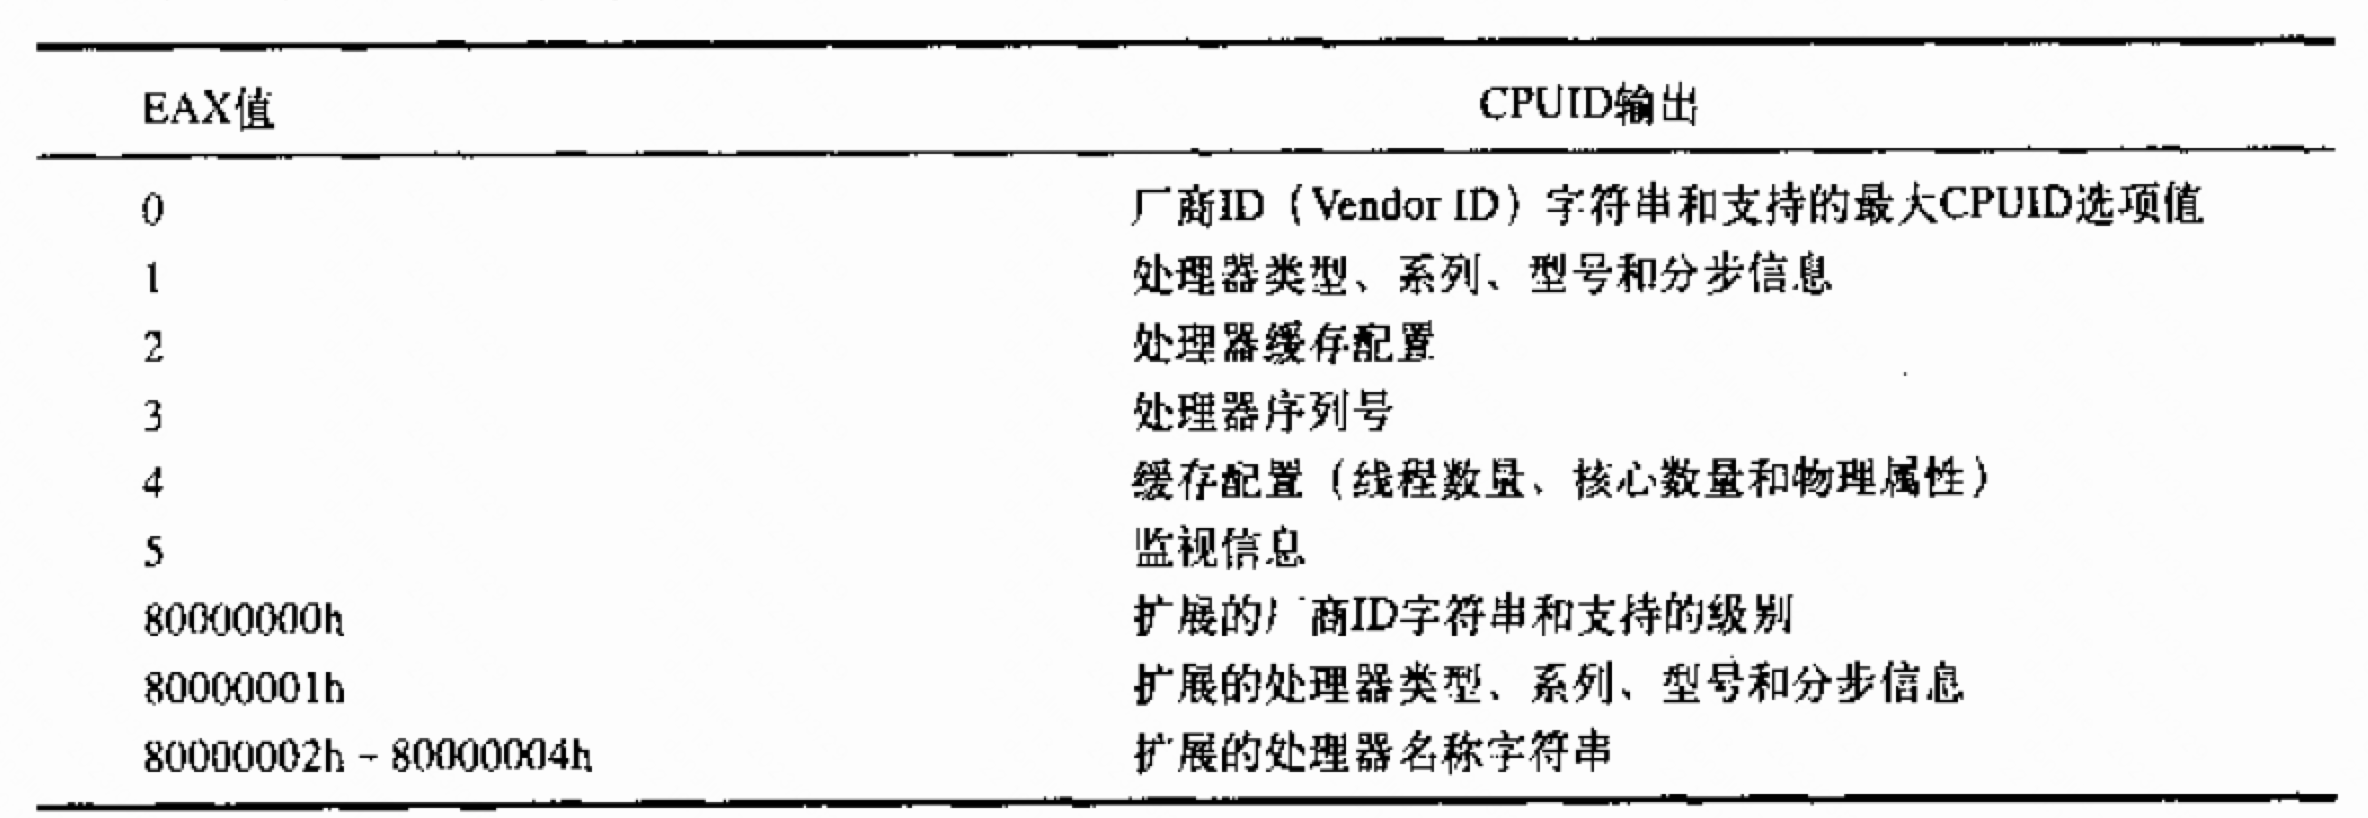 EAX值 CPUID输出
0 厂商ID（Vendor ID）字符串和支持的最大CPUID选项值
1 处理器类型、系列、型号和分步信息
2 处理器缓存配置
3 处理器序列号
4 缓存配置（线程数量、核心数量和物理属性）
5 监视信息
80000000h 扩展的厂商ID字符串和支持的级别
80000001h 扩展的处理器类型、系列、型号和分步信息
80000002h – 80000004h 扩展的处理器名称字符串